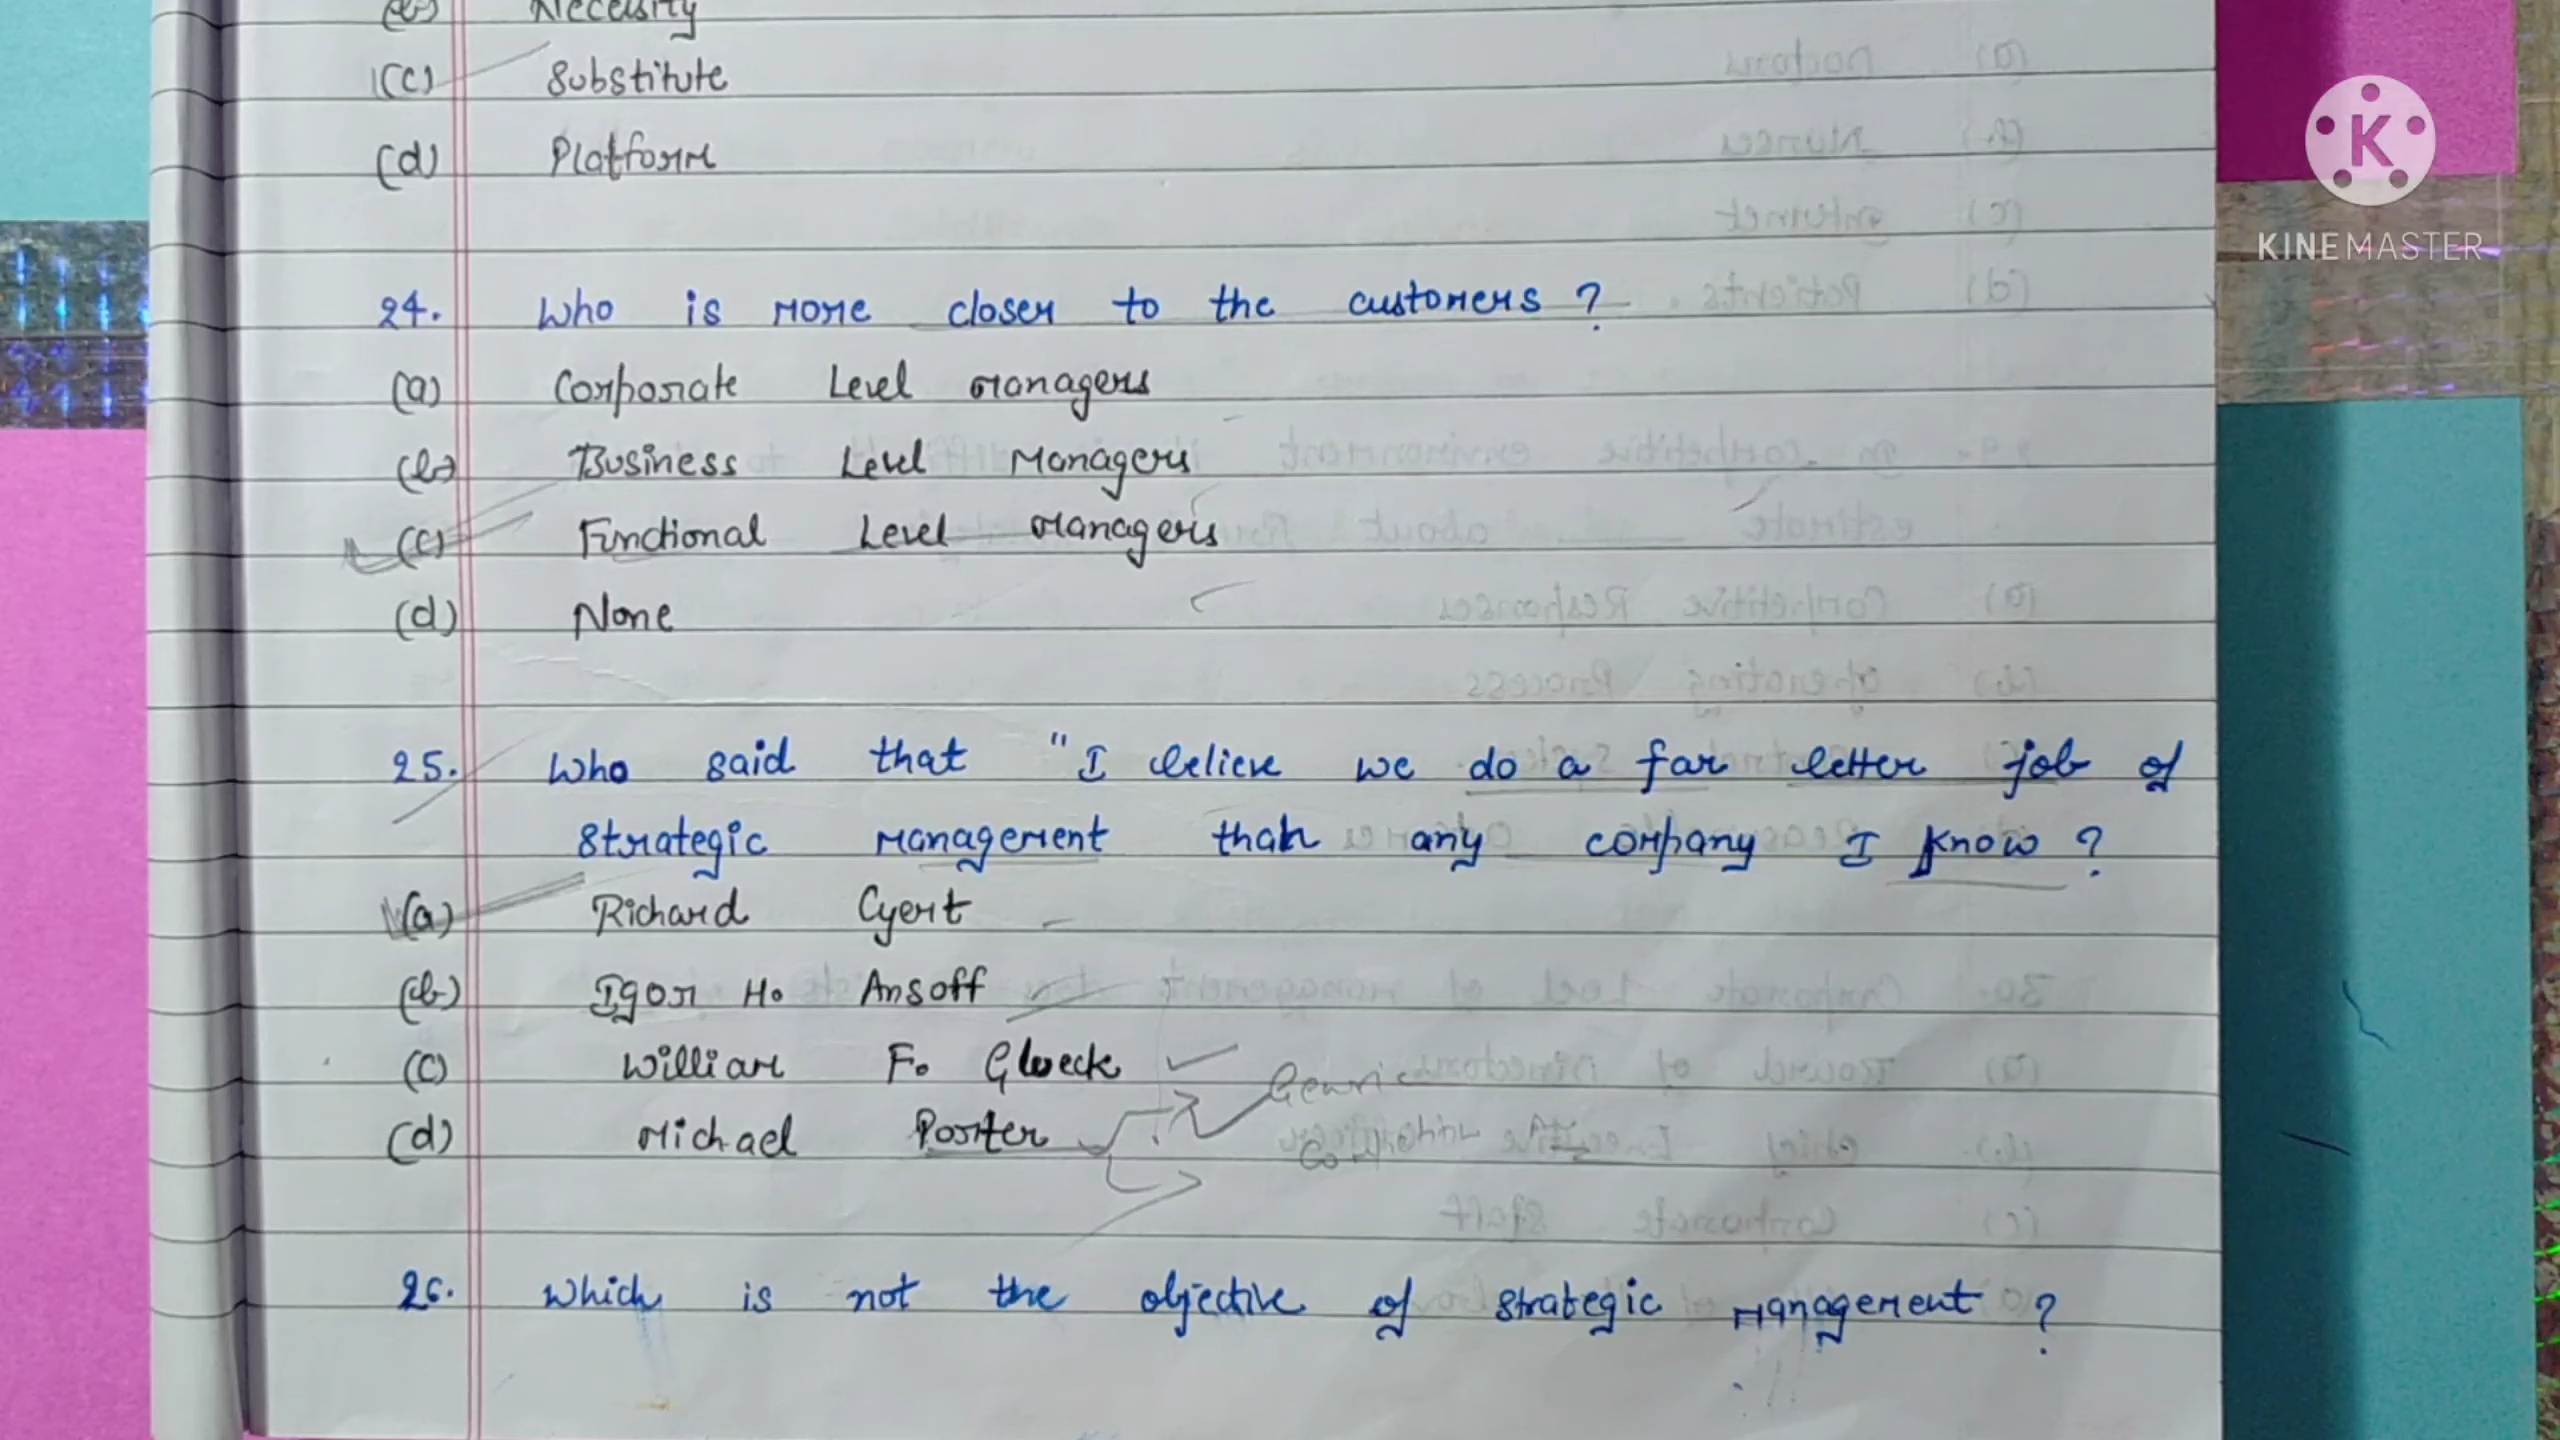 (b) Necessity
(c) Substitute
(d) Platform
24. Who is more closer to the customers ?
(a) Corporate Level managers
(b) Business Level Managers
(c) Functional Level Managers
(d) None
25. Who said that "I believe we do a far better job of
strategic management than any company I know ?
(a) Richard Cyert
(b) Igor H. Ansoff
(c) William F. Glueck
(d) Michael Porter
26. Which is not the objective of strategic management ?
KINEMASTER